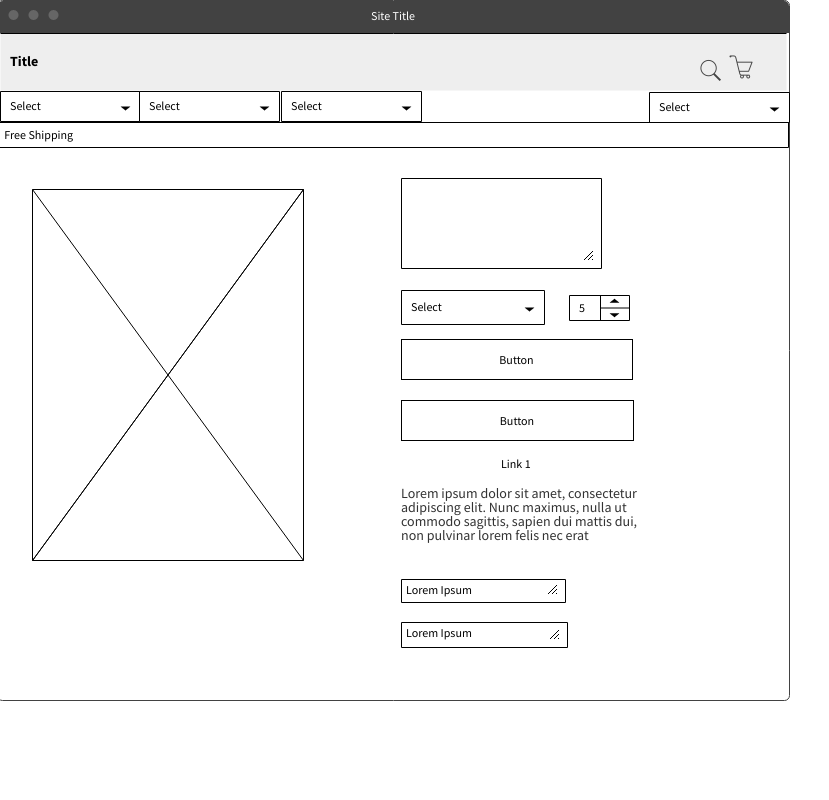 Site Title
Title
Select
Select
Select
Select
Free Shipping
Select
5
Button
Button
Link 1
Lorem ipsum dolor sit amet, consectetur
adipiscing elit. Nunc maximus, nulla ut
commodo sagittis, sapien dui mattis dui,
non pulvinar lorem felis nec erat
Lorem Ipsum
Lorem Ipsum